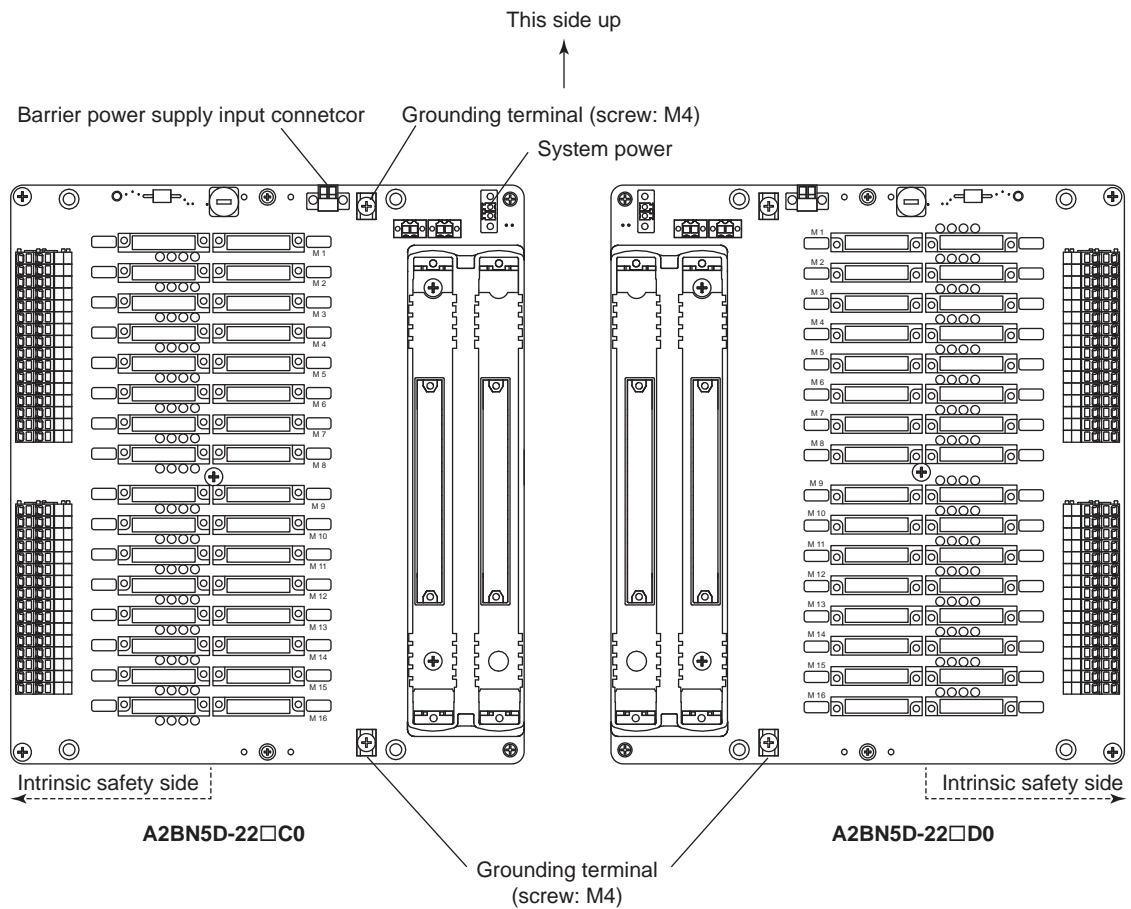 This side up
Barrier power supply input connetcor
Grounding terminal (screw: M4)
System power
M 1
M 2
M 3
M 4
M 5
M 6
M 7
M 8
M 9
M 10
M 11
M 12
M 13
M 14
M 15
M 16
M 1
M 2
M 3
M 4
M 5
M 6
M 7
M 8
M 9
M 10
M 11
M 12
M 13
M 14
M 15
M 16
Intrinsic safety side
Intrinsic safety side
A2BN5D-22□C0
A2BN5D-22□D0
Grounding terminal
(screw: M4)